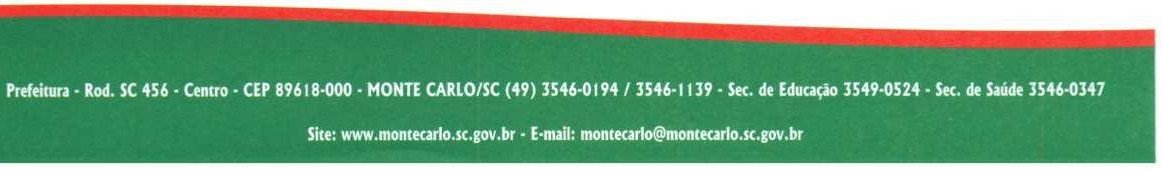 Prefeitura - Rod. SC 456 - Centro - CEP 89618-000 - MONTE CARLO/SC (49) 3546-0194 / 3546-1139 - Sec. de Educação 3549-0524 - Sec. de Saúde 3546-0347
Site: www.montecarlo.sc.gov.br - E-mail: montecarlo@montecarlo.sc.gov.br